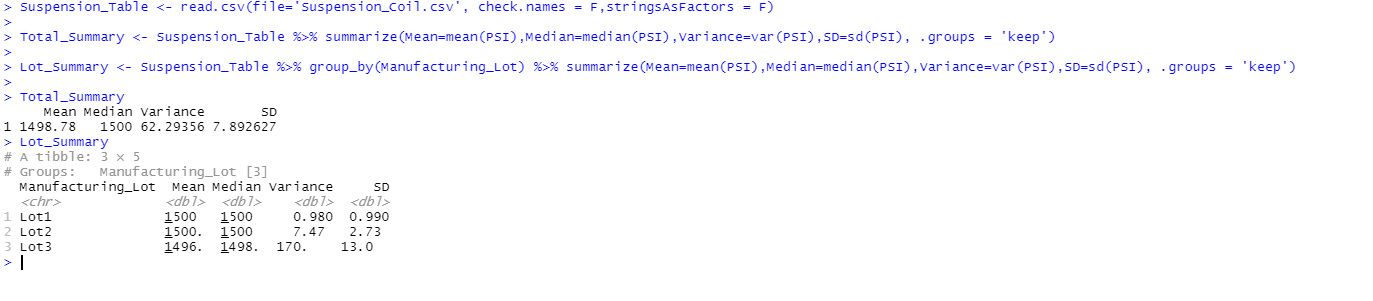 > Suspension_Table <- read.csv(file='Suspension_Coil.csv', check.names = F,stringsAsFactors = F)
>
> Total_Summary <- Suspension_Table %>% summarize(Mean=mean(PSI),Median=median(PSI),Variance=var(PSI),SD=sd(PSI), .groups = 'keep')
>
> Lot_Summary <- Suspension_Table %>% group_by(Manufacturing_Lot) %>% summarize(Mean=mean(PSI),Median=median(PSI),Variance=var(PSI),SD=sd(PSI), .groups = 'keep')
>
> Total_Summary
     Mean Median Variance       SD
1 1498.78   1500 62.29356 7.892627
> Lot_Summary
# A tibble: 3 x 5
# Groups:   Manufacturing_Lot [3]
  Manufacturing_Lot  Mean Median Variance     SD
  <chr>             <dbl>  <dbl>    <dbl>  <dbl>
1 Lot1              1500   1500     0.980  0.990
2 Lot2              1500.  1500     7.47   2.73
3 Lot3              1496.  1498.  170.    13.0
>